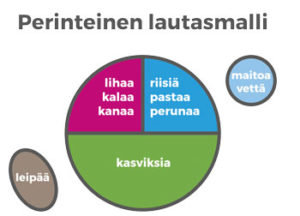 Perinteinen lautasmalli
lihaa
kalaa
kanaa
riisiä
pastaa
perunaa
maitoa
vettä
kasviksia
leipää